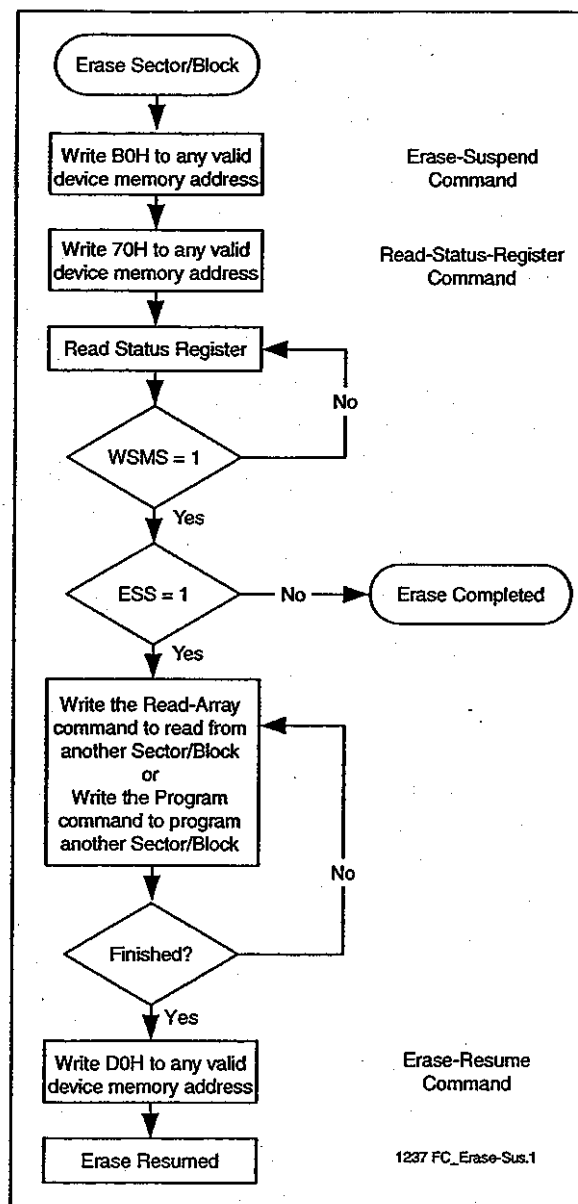 Erase Sector/Block
Write B0H to any valid
device memory address
Erase-Suspend
Command
Write 70H to any valid
device memory address
Read-Status-Register
Command
Read Status Register
No
WSMS = 1
Yes
ESS = 1
No
Erase Completed
Yes
Write the Read-Array
command to read from
another Sector/Block
or
Write the Program
command to program
another Sector/Block
No
Finished?
Yes
Write D0H to any valid
device memory address
Erase-Resume
Command
Erase Resumed
1237 FC_Erase-Sus.1